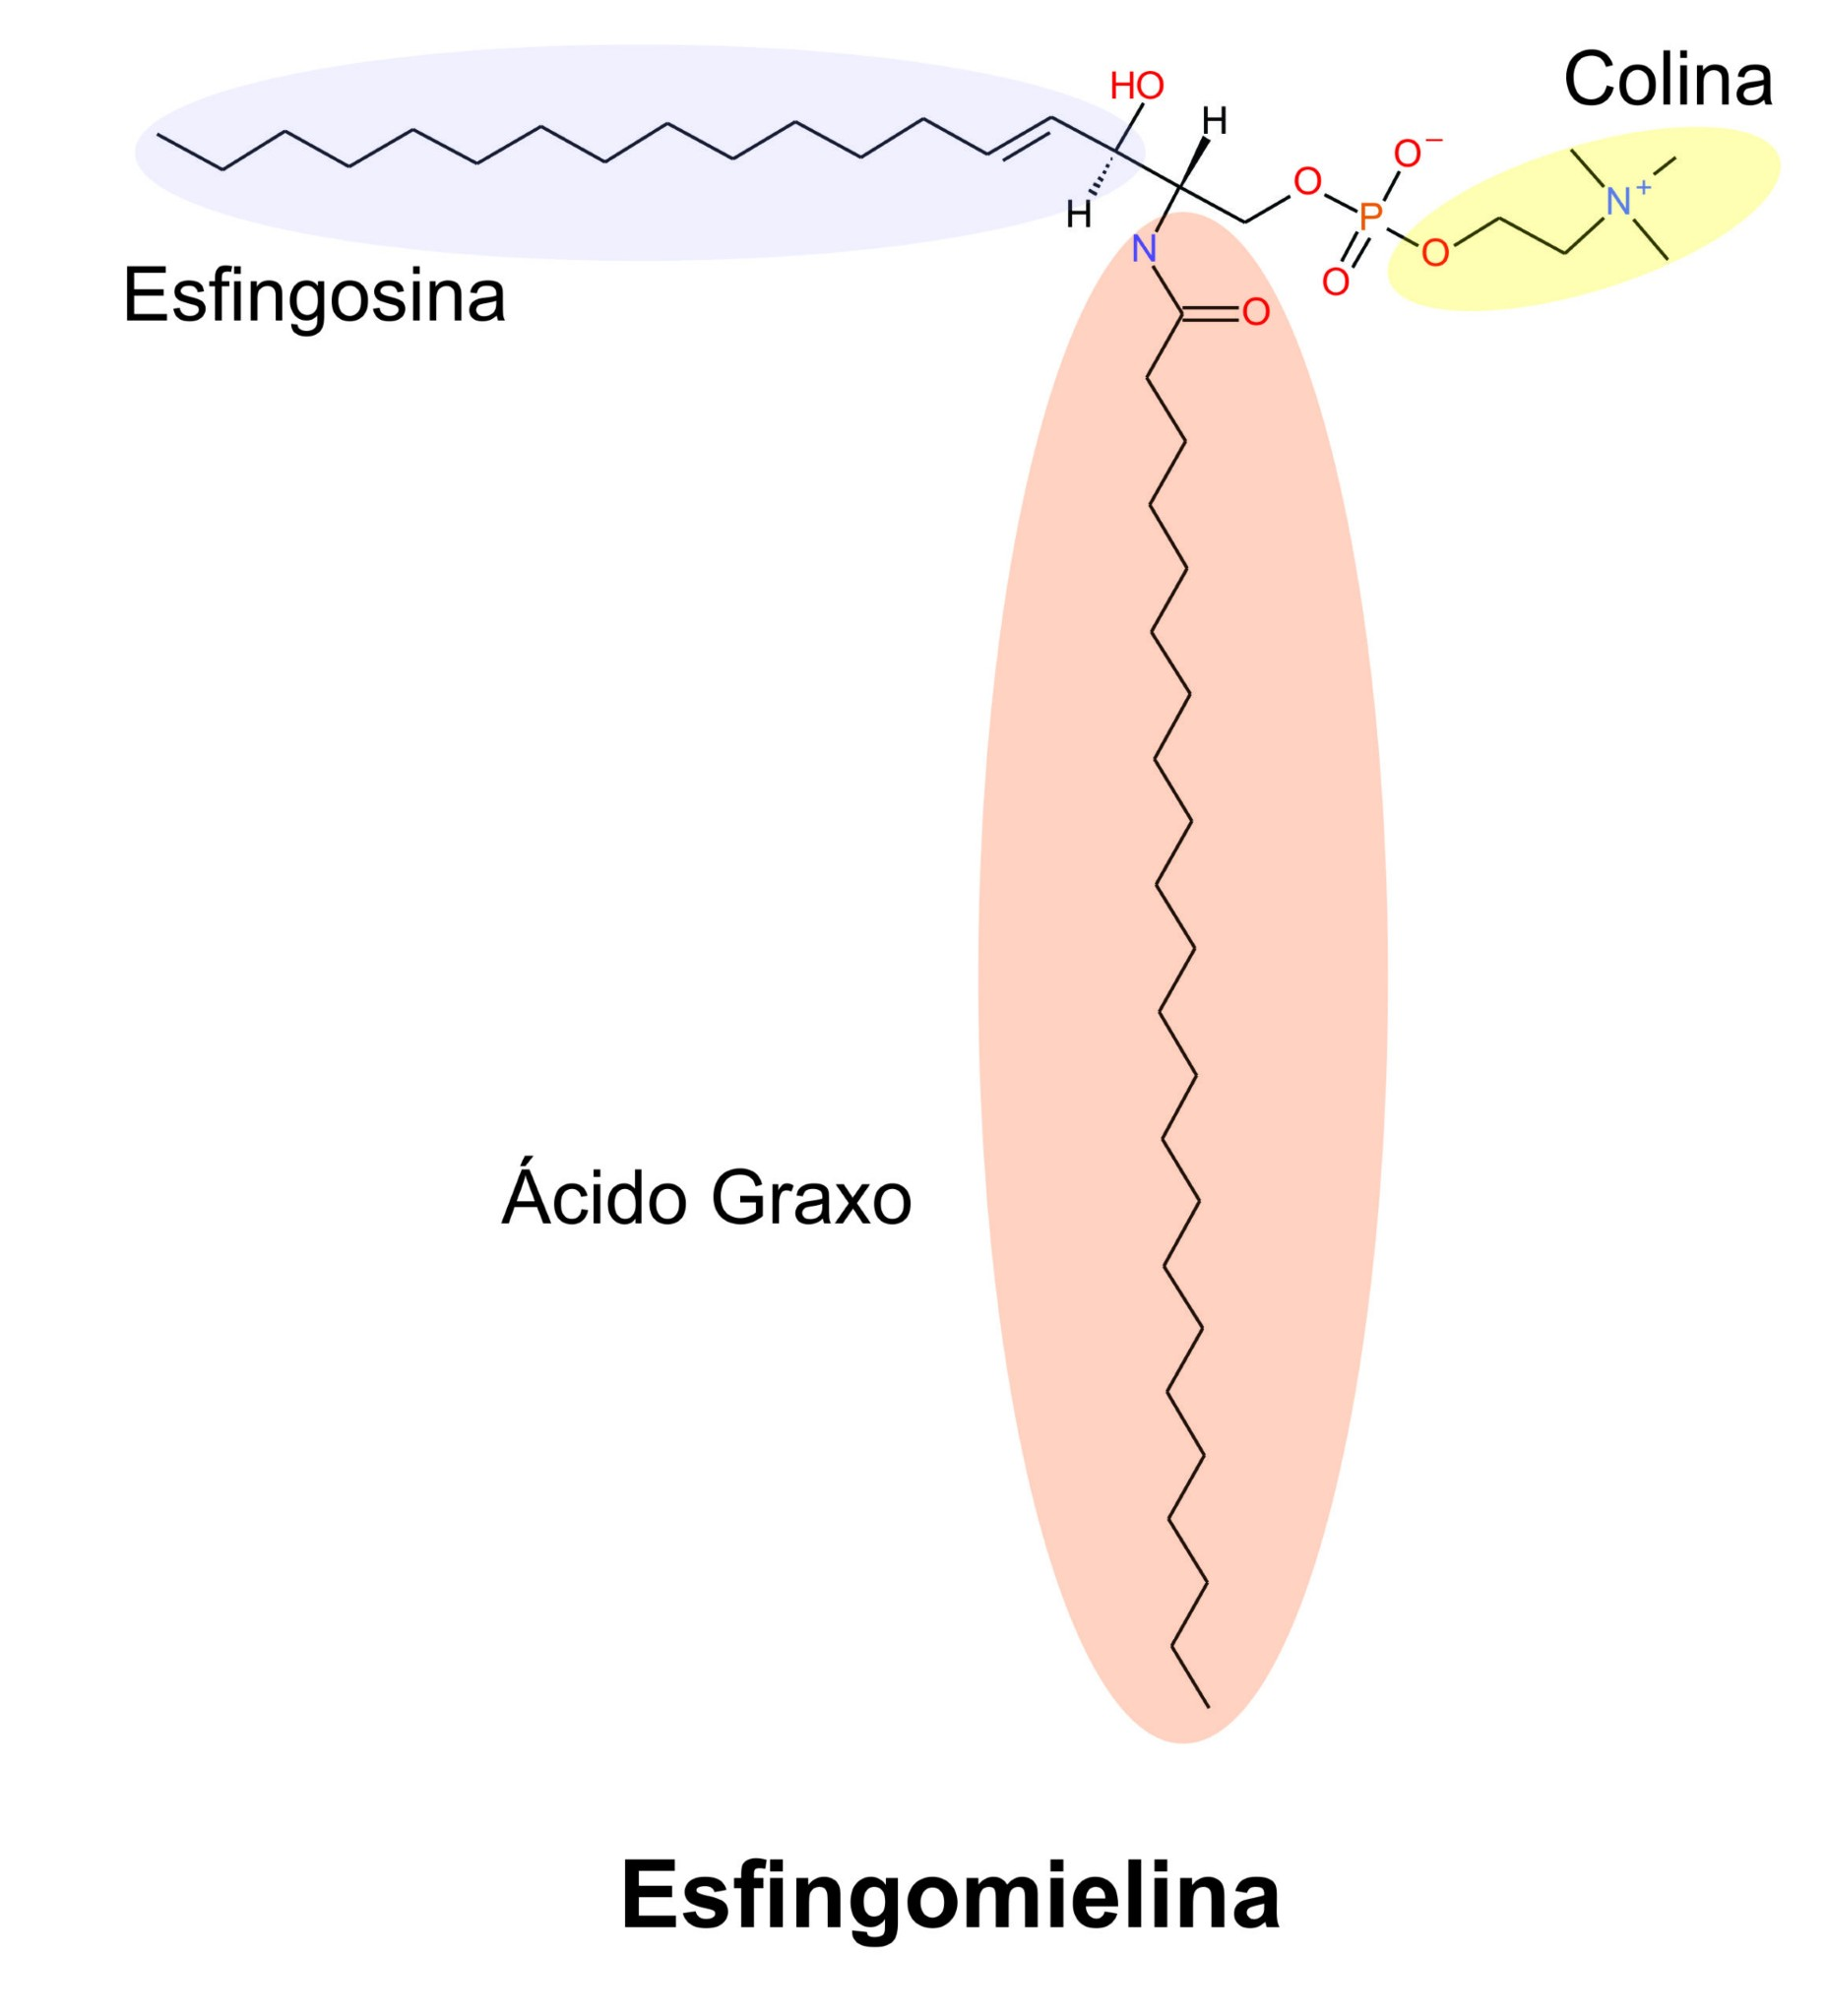 Colina
HO
H
O−
O
P
N+
H
N
O
O
Esfingosina
O
Ácido Graxo
Esfingomielina